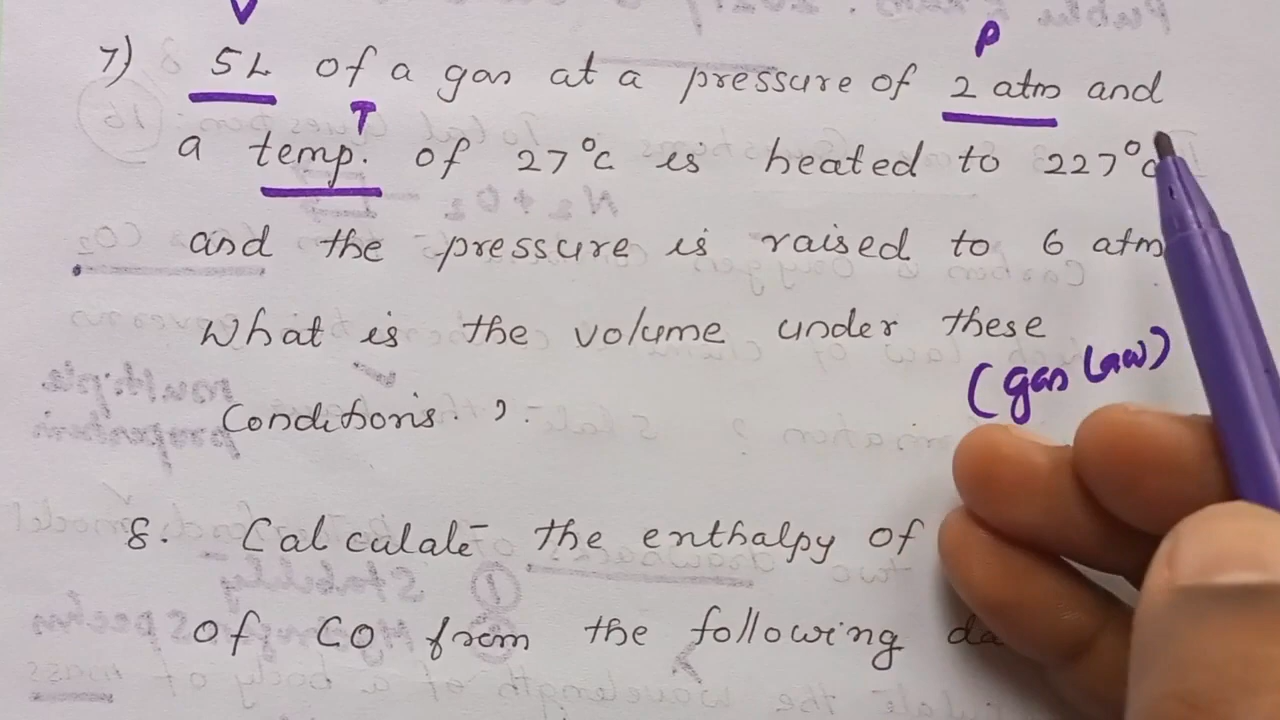 V
P
7) 5L of a gas at a pressure of 2 atm and
T
a temp. of 27°c is heated to 227°c
and the pressure is raised to 6 atm
What is the volume under these
(gas law)
Conditions ?
8. Calculate the enthalpy of
of CO from the following